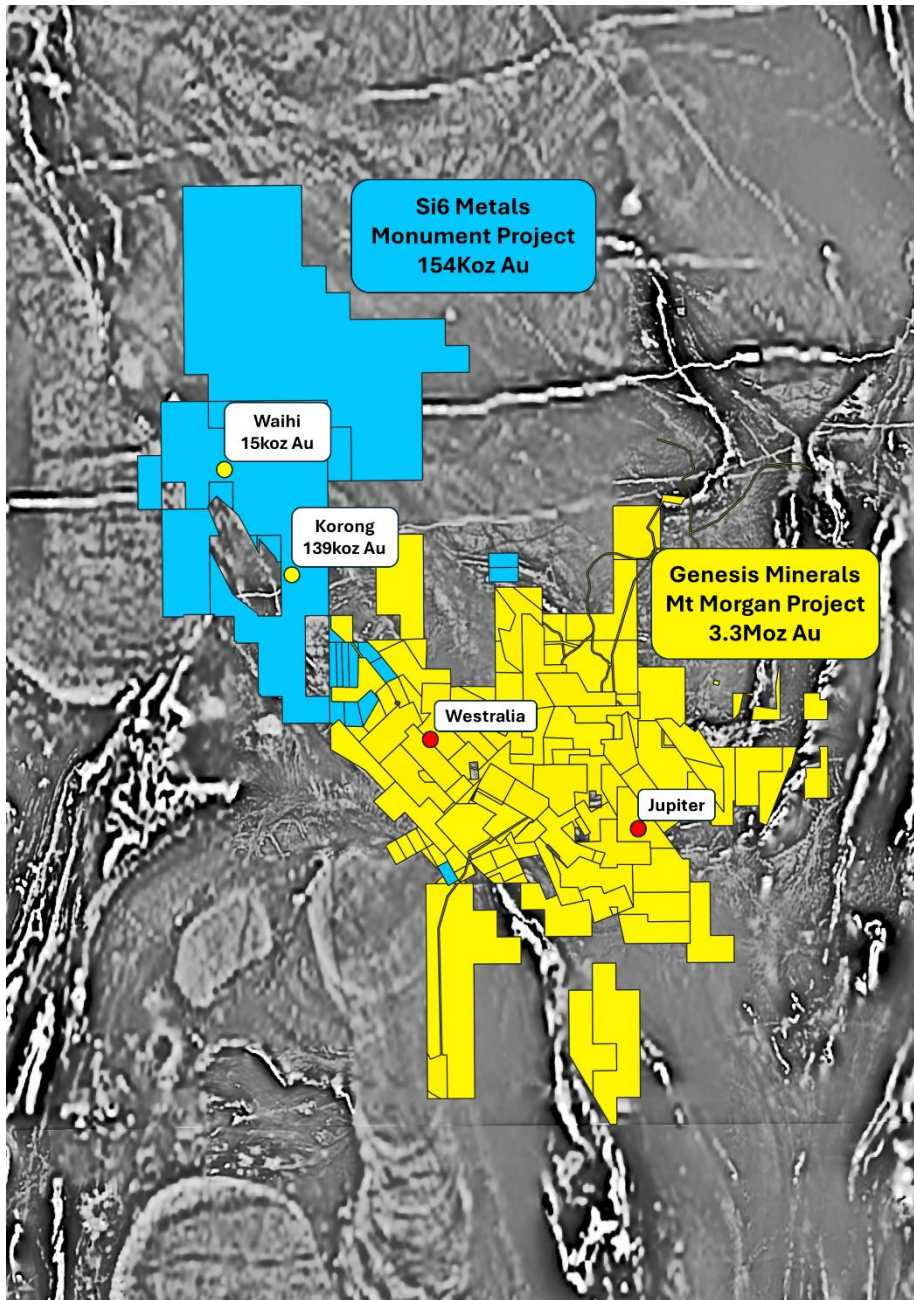 Si6 Metals
Monument Project
154Koz Au
Waihi
15koz Au
Korong
139koz Au
Genesis Minerals
Mt Morgan Project
3.3Moz Au
Westralia
Jupiter